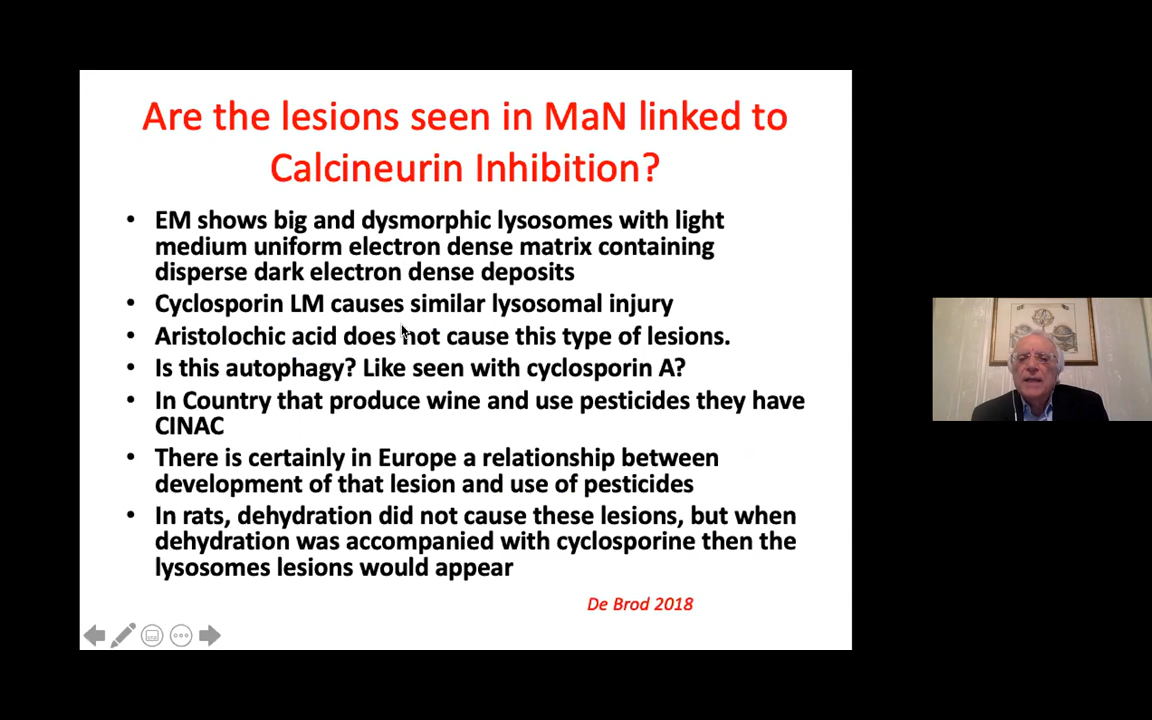 Are the lesions seen in MaN linked to
Calcineurin Inhibition?
• EM shows big and dysmorphic lysosomes with light
medium uniform electron dense matrix containing
disperse dark electron dense deposits
• Cyclosporin LM causes similar lysosomal injury
• Aristolochic acid does not cause this type of lesions.
• Is this autophagy? Like seen with cyclosporin A?
• In Country that produce wine and use pesticides they have
CINAC
• There is certainly in Europe a relationship between
development of that lesion and use of pesticides
• In rats, dehydration did not cause these lesions, but when
dehydration was accompanied with cyclosporine then the
lysosomes lesions would appear
De Brod 2018